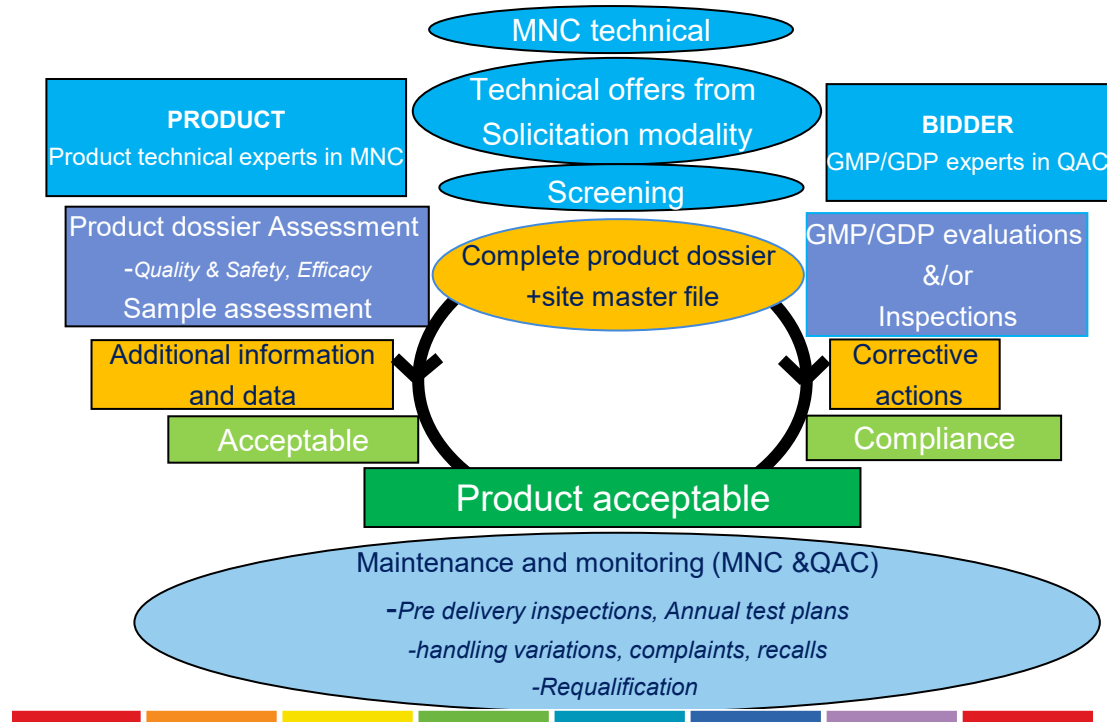 MNC technical
Technical offers from
Solicitation modality
Screening
PRODUCT
Product technical experts in MNC
BIDDER
GMP/GDP experts in QAC
Product dossier Assessment
-Quality & Safety, Efficacy
Sample assessment
Complete product dossier
+site master file
GMP/GDP evaluations
&/or
Inspections
Additional information
and data
Corrective
actions
Acceptable
Compliance
Product acceptable
Maintenance and monitoring (MNC &QAC)
-Pre delivery inspections, Annual test plans
-handling variations, complaints, recalls
-Requalification